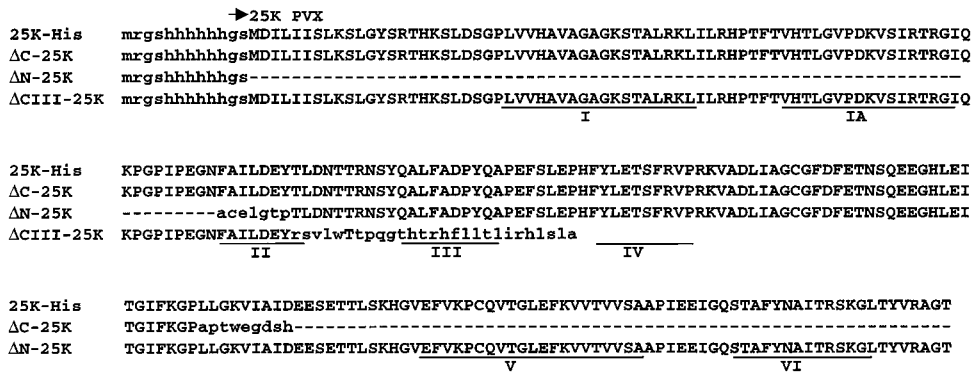 25K PVX
25K-His mrgshhhhhhgsMDILIISLKSLGYSRTHKSLDSGPLVVHAVAGAGKSTALRKLILRHPTFTVHTLGVPDKVSIRTRGIQ
ΔC-25K mrgshhhhhhgsMDILIISLKSLGYSRTHKSLDSGPLVVHAVAGAGKSTALRKLILRHPTFTVHTLGVPDKVSIRTRGIQ
ΔN-25K mrgshhhhhhgs--------------------------------------------------------------------
ΔCIII-25K mrgshhhhhhgsMDILIISLKSLGYSRTHKSLDSGPLVVHAVAGAGKSTALRKLILRHPTFTVHTLGVPDKVSIRTRGIQ
I IA
25K-His KPGPIPEGNFAILDEYTLDNTTRNSYQALFADPYQAPEFSLEPHFYLETSFRVPRKVADLIAGCGFDFETNSQEEGHLEI
ΔC-25K KPGPIPEGNFAILDEYTLDNTTRNSYQALFADPYQAPEFSLEPHFYLETSFRVPRKVADLIAGCGFDFETNSQEEGHLEI
ΔN-25K ---------acelgtpTLDNTTRNSYQALFADPYQAPEFSLEPHFYLETSFRVPRKVADLIAGCGFDFETNSQEEGHLEI
ΔCIII-25K KPGPIPEGNFAILDEYrsvlwTtpqgthtrhflltlirhlsla
II III IV
25K-His TGIFKGPLLGKVIAIDEESETTLSKHGVEFVKPCQVTGLEFKVVTVVSAAPIEEIGQSTAFYNAITRSKGLTYVRAGT
ΔC-25K TGIFKGPaptwegdsh--------------------------------------------------------------
ΔN-25K TGIFKGPLLGKVIAIDEESETTLSKHGVEFVKPCQVTGLEFKVVTVVSAAPIEEIGQSTAFYNAITRSKGLTYVRAGT
V VI